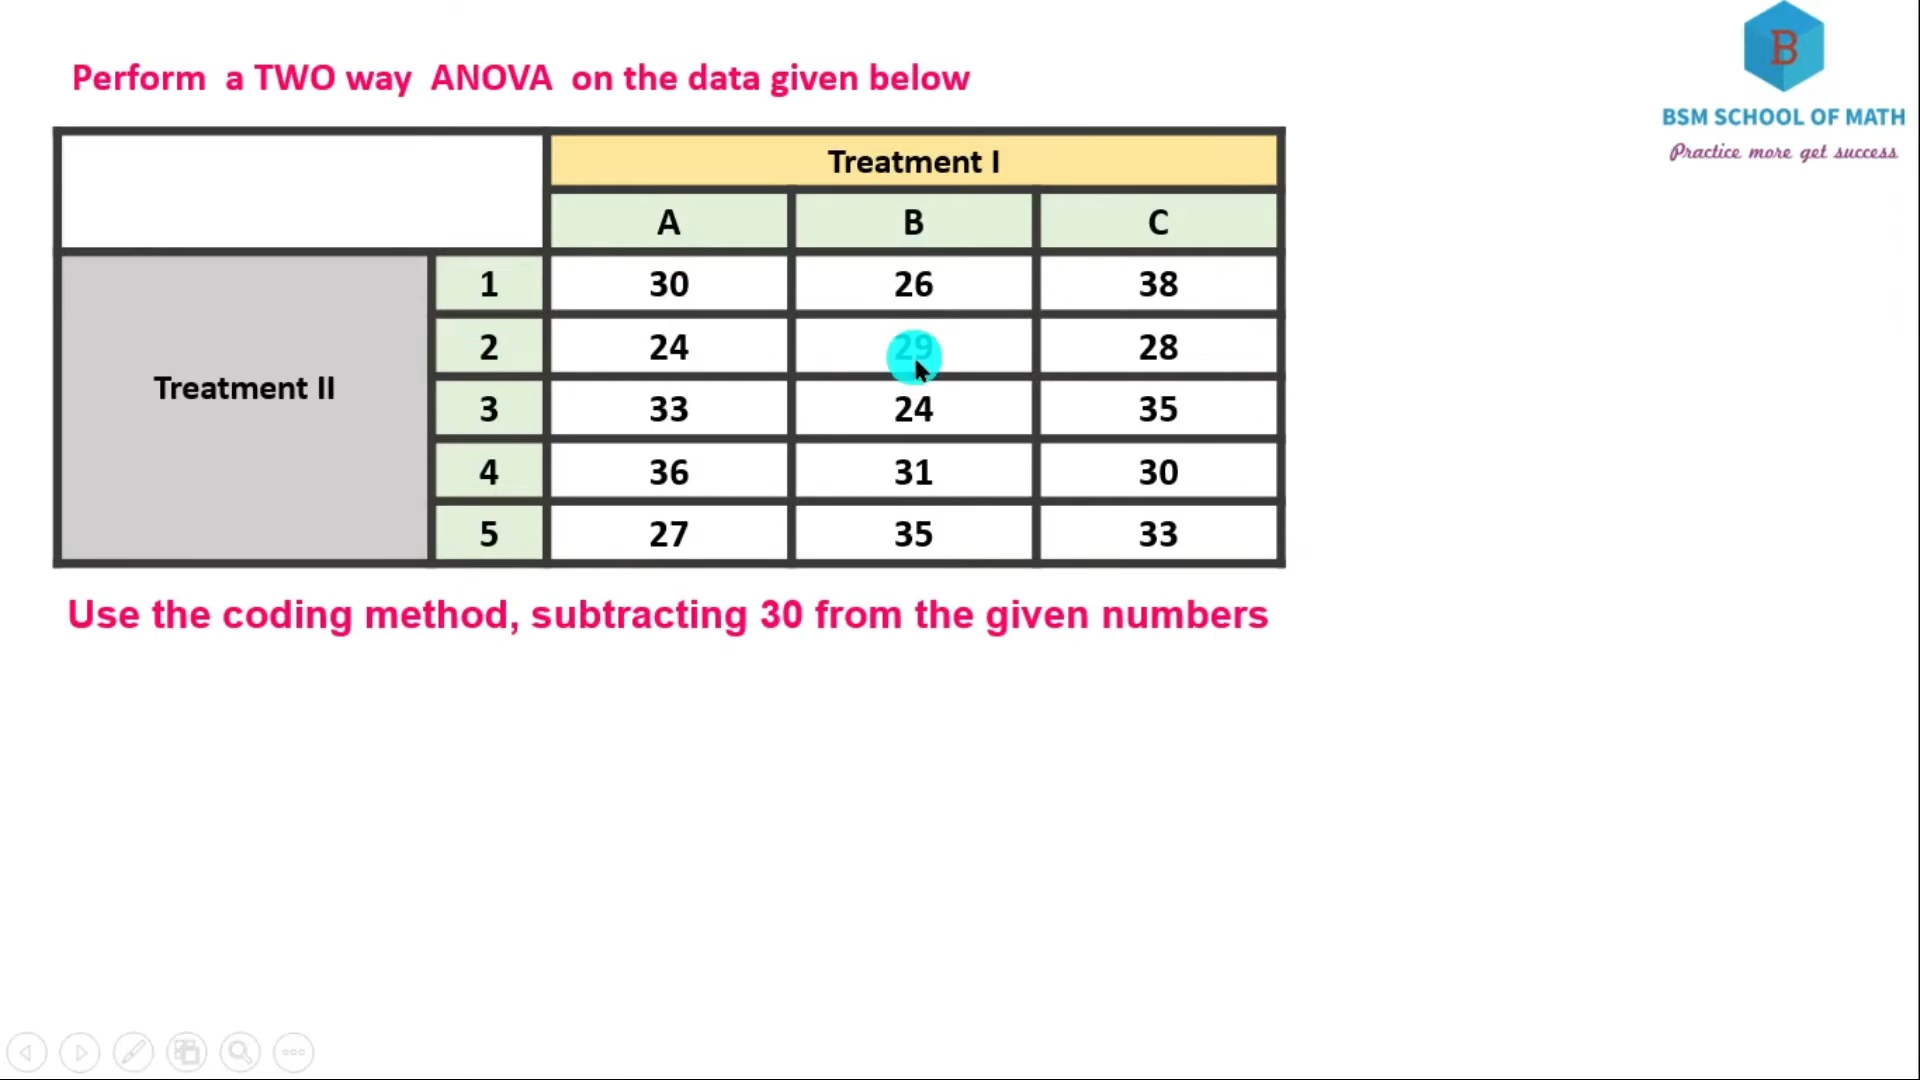 B
BSM SCHOOL OF MATH
Practice more get success
Perform a TWO way ANOVA on the data given below
Treatment I
A B C
Treatment II
1 30 26 38
2 24 29 28
3 33 24 35
4 36 31 30
5 27 35 33
Use the coding method, subtracting 30 from the given numbers